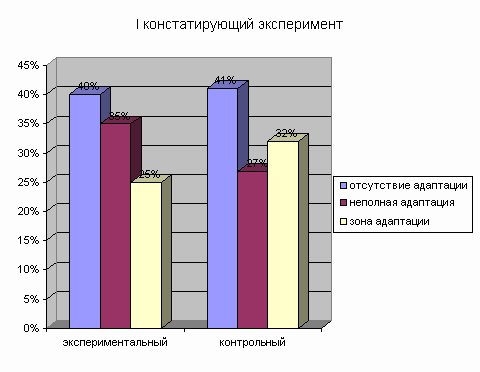 I констатирующий эксперимент
45%
40%
35%
30%
25%
20%
15%
10%
5%
0%
40%
35%
25%
41%
27%
32%
экспериментальный
контрольный
отсутствие адаптации
неполная адаптация
зона адаптации